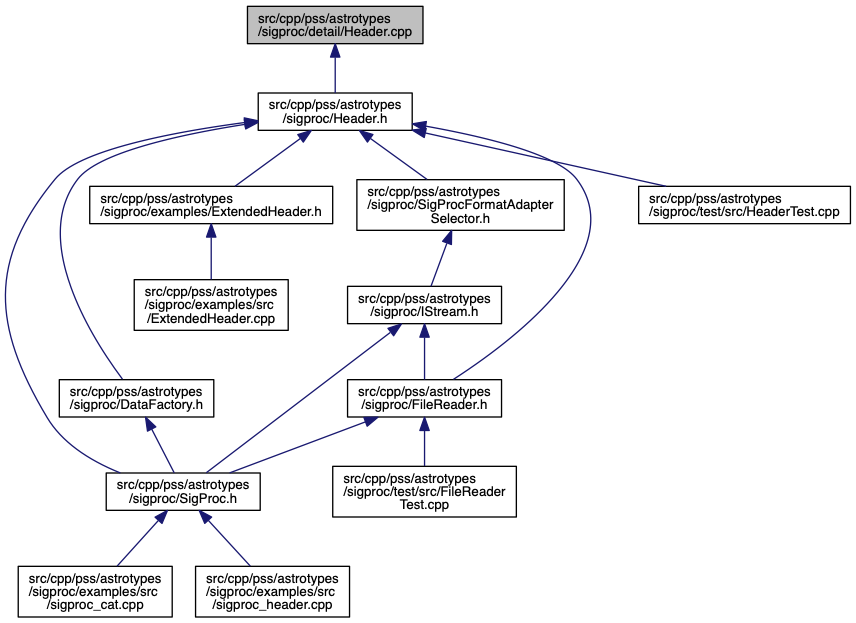 src/cpp/pss/astrotypes
/sigproc/detail/Header.cpp
src/cpp/pss/astrotypes
/sigproc/Header.h
src/cpp/pss/astrotypes
/sigproc/examples/ExtendedHeader.h
src/cpp/pss/astrotypes
/sigproc/SigProcFormatAdapter
Selector.h
src/cpp/pss/astrotypes
/sigproc/test/src/HeaderTest.cpp
src/cpp/pss/astrotypes
/sigproc/examples/src
/ExtendedHeader.cpp
src/cpp/pss/astrotypes
/sigproc/IStream.h
src/cpp/pss/astrotypes
/sigproc/DataFactory.h
src/cpp/pss/astrotypes
/sigproc/FileReader.h
src/cpp/pss/astrotypes
/sigproc/SigProc.h
src/cpp/pss/astrotypes
/sigproc/test/src/FileReader
Test.cpp
src/cpp/pss/astrotypes
/sigproc/examples/src
/sigproc_cat.cpp
src/cpp/pss/astrotypes
/sigproc/examples/src
/sigproc_header.cpp